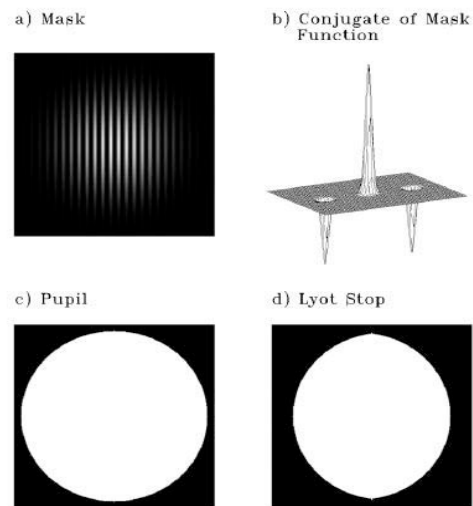 a) Mask
b) Conjugate of Mask
Function
c) Pupil
d) Lyot Stop